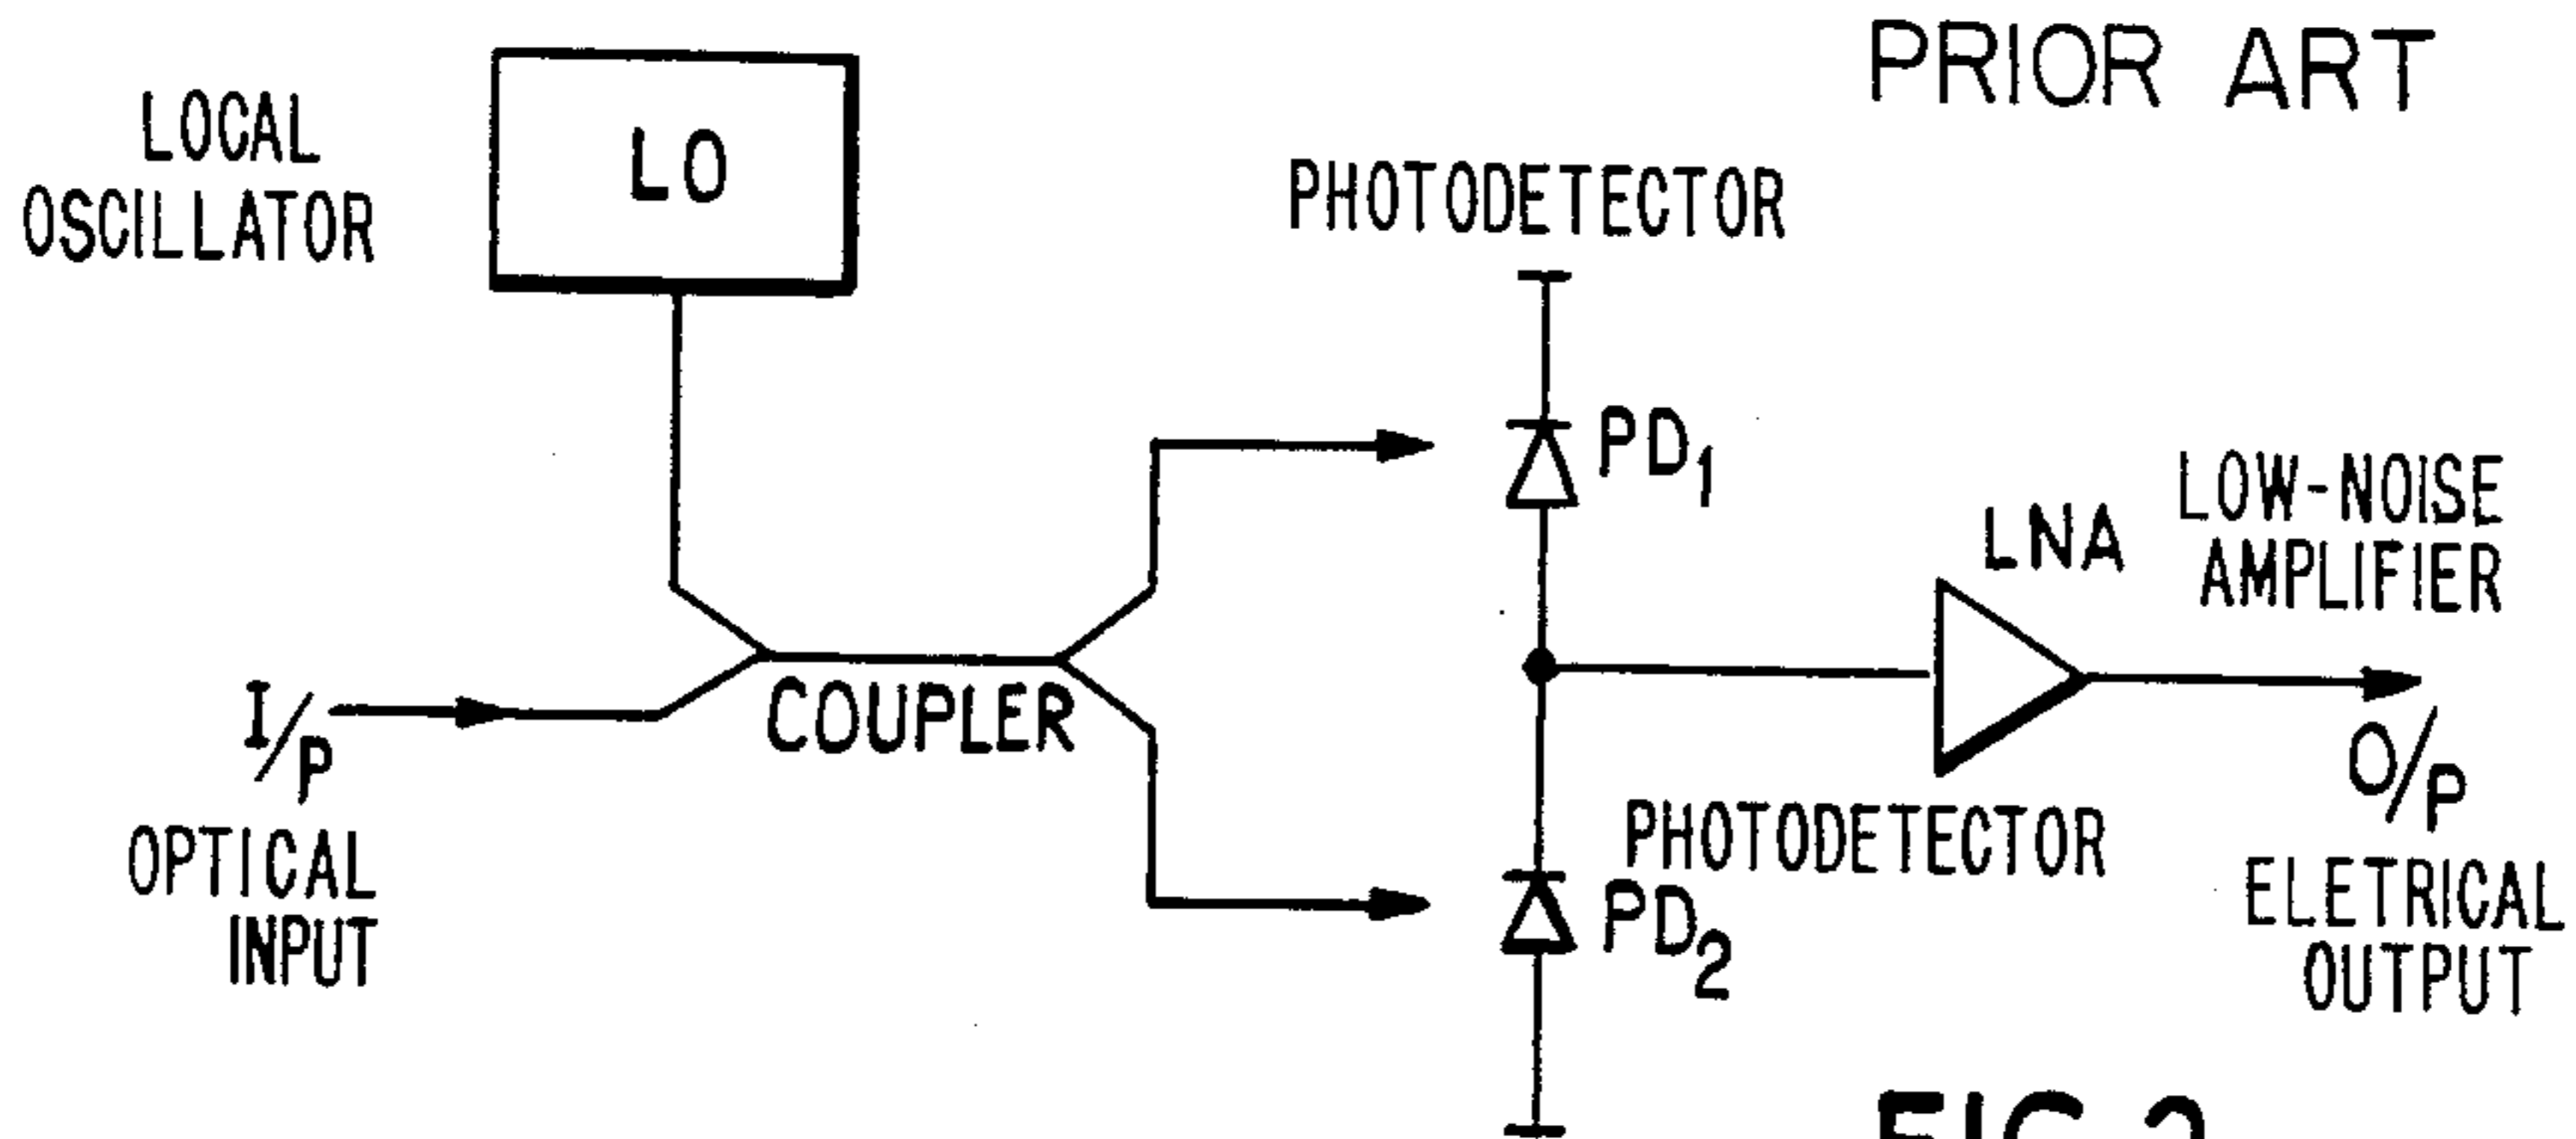 PRIOR ART
LOCAL
OSCILLATOR
LO
PHOTODETECTOR
PD1
LNA
LOW-NOISE
AMPLIFIER
I/P
COUPLER
O/P
OPTICAL
INPUT
PHOTODETECTOR
PD2
ELETRICAL
OUTPUT